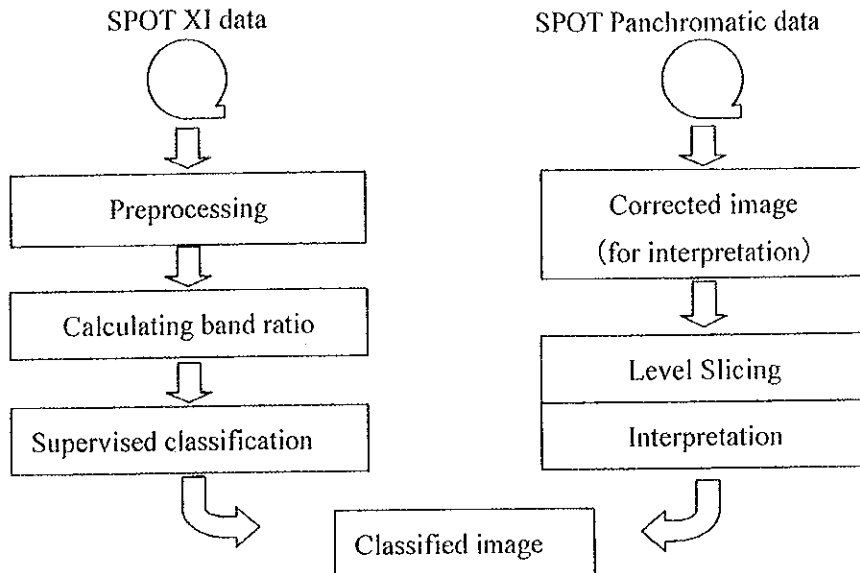 SPOT XI data
SPOT Panchromatic data
Preprocessing
Calculating band ratio
Supervised classification
Corrected image
(for interpretation)
Level Slicing
Interpretation
Classified image